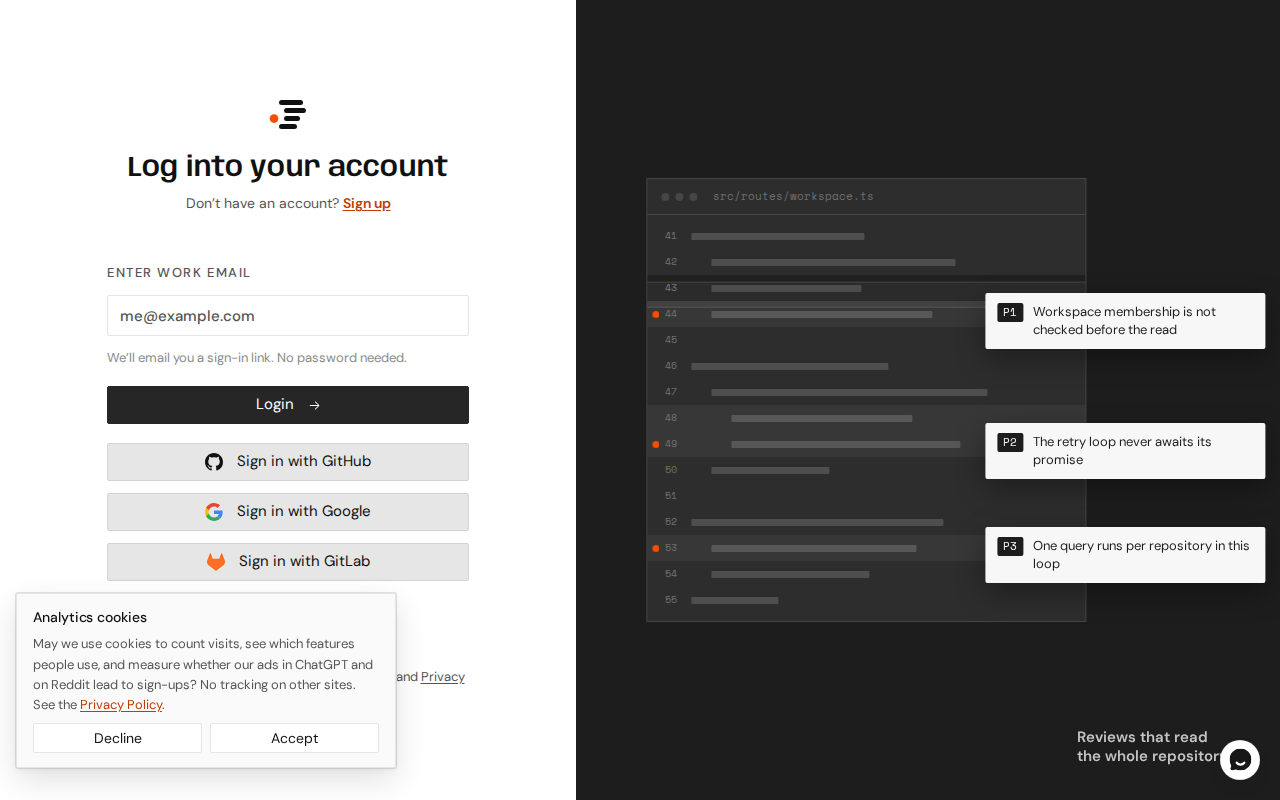 Log into your account
Don't have an account? Sign up
ENTER WORK EMAIL
me@example.com
We'll email you a sign-in link. No password needed.
Login →
Sign in with GitHub
Sign in with Google
Sign in with GitLab
and Privacy
Analytics cookies
May we use cookies to count visits, see which features
people use, and measure whether our ads in ChatGPT and
on Reddit lead to sign-ups? No tracking on other sites.
See the Privacy Policy.
Decline
Accept
src/routes/workspace.ts
41
42
43
44
45
46
47
48
49
50
51
52
53
54
55
P1 Workspace membership is not
checked before the read
P2 The retry loop never awaits its
promise
P3 One query runs per repository in this
loop
Reviews that read
the whole